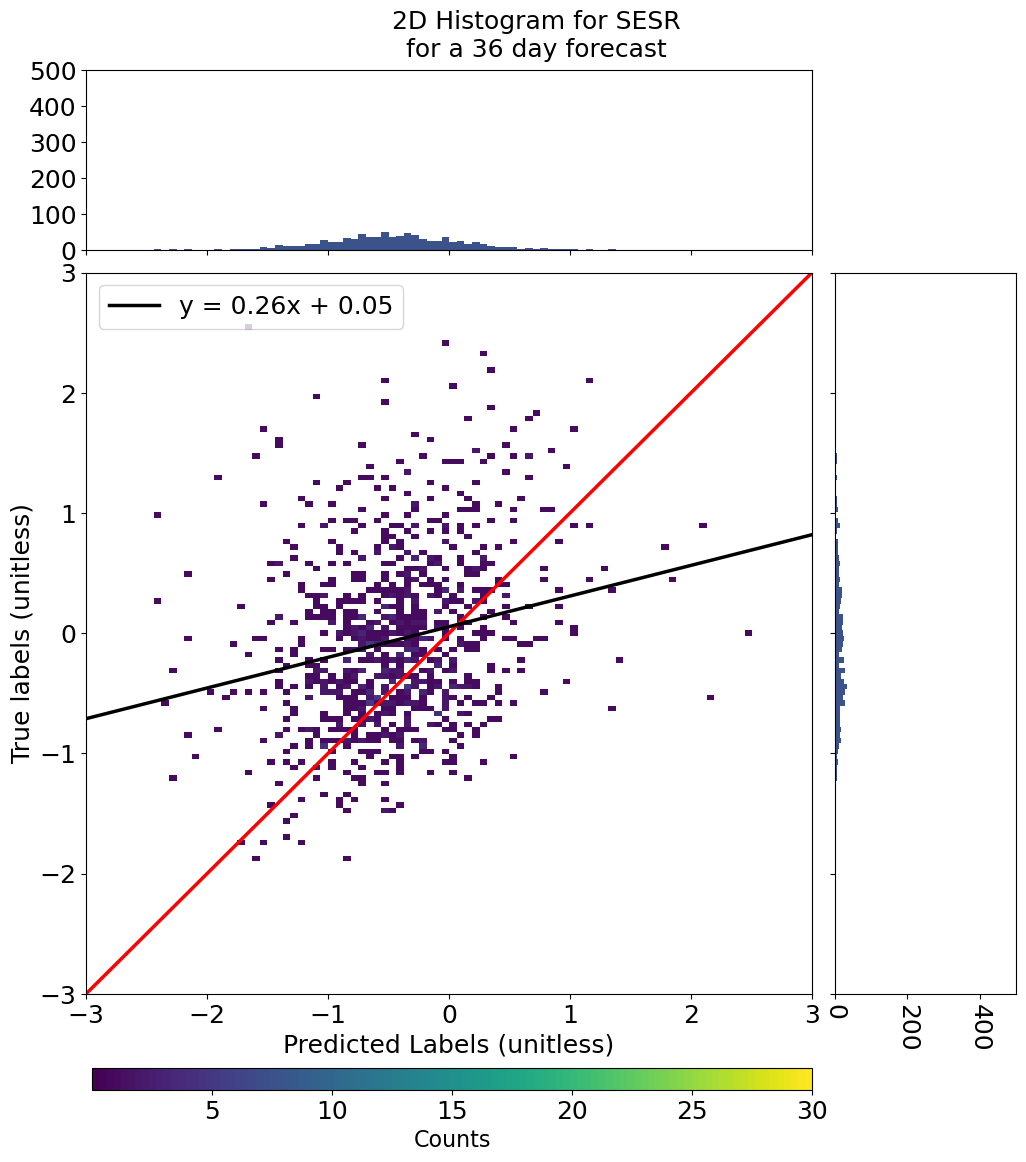 2D Histogram for SESR
for a 36 day forecast
500
400
300
200
100
0
3
2
1
0
−1
−2
−3
True labels (unitless)
y = 0.26x + 0.05
−3 −2 −1 0 1 2 3
Predicted Labels (unitless)
0 200 400
5 10 15 20 25 30
Counts